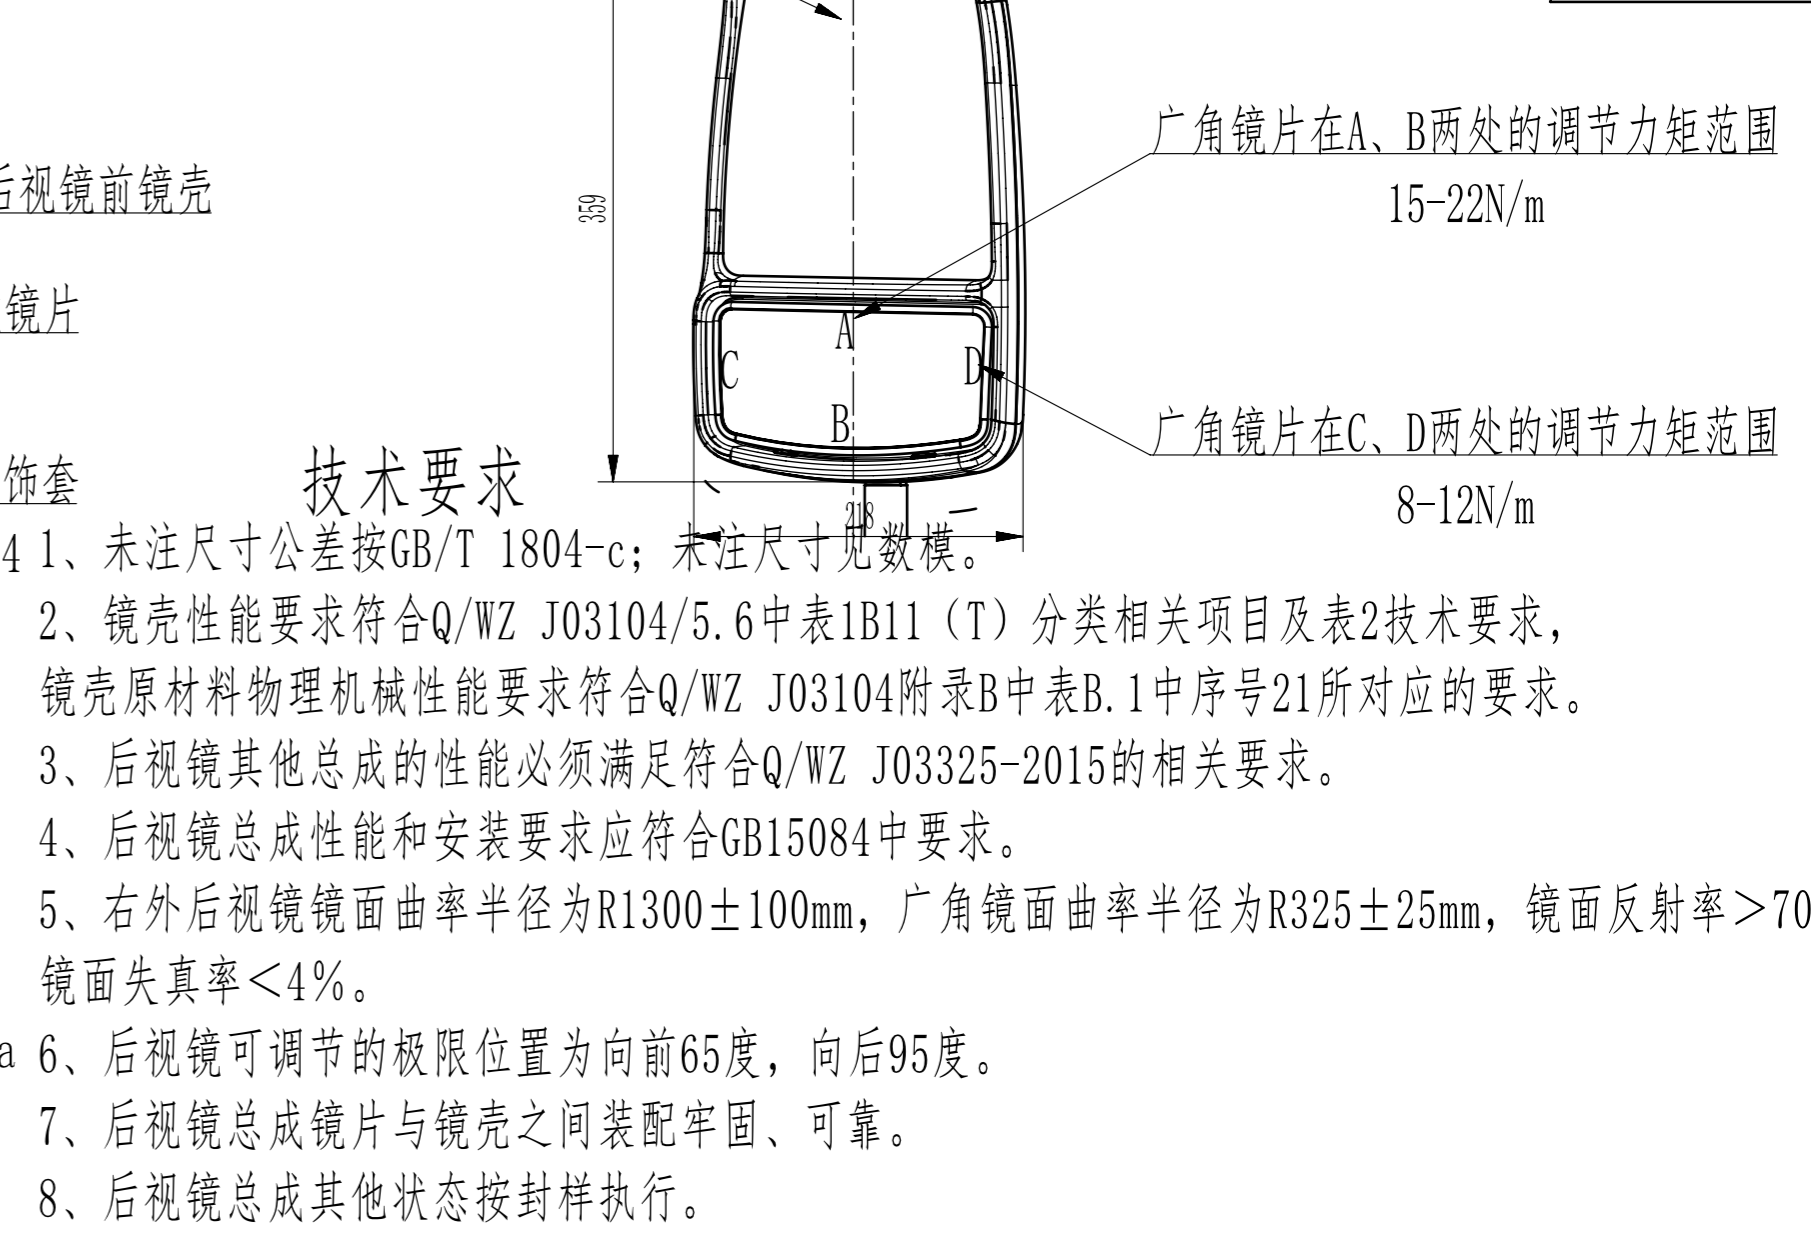 广角镜片在A、B两处的调节力矩范围
15-22N/m
后视镜前镜壳
359
镜片
A
C
D
B
广角镜片在C、D两处的调节力矩范围
8-12N/m
饰套
技术要求
218
4
1、未注尺寸公差按GB/T 1804-c；未注尺寸见数模。
2、镜壳性能要求符合Q/WZ J03104/5.6中表1B11（T）分类相关项目及表2技术要求，
镜壳原材料物理机械性能要求符合Q/WZ J03104附录B中表B.1中序号21所对应的要求。
3、后视镜其他总成的性能必须满足符合Q/WZ J03325-2015的相关要求。
4、后视镜总成性能和安装要求应符合GB15084中要求。
5、右外后视镜镜面曲率半径为R1300±100mm，广角镜面曲率半径为R325±25mm，镜面反射率＞70
镜面失真率＜4%。
a
6、后视镜可调节的极限位置为向前65度，向后95度。
7、后视镜总成镜片与镜壳之间装配牢固、可靠。
8、后视镜总成其他状态按封样执行。